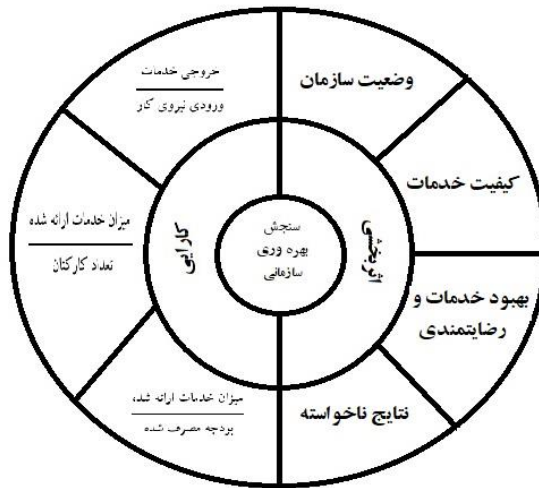 سنجش
بهره وری
سازمانی
اثربخشی
کارایی
وضعیت سازمان
کیفیت خدمات
بهبود خدمات و
رضایتمندی
نتایج ناخواسته
خروجی خدمات
ورودی نیروی کار
میزان خدمات ارائه شده
تعداد کارکنان
میزان خدمات ارائه شده
بودجه مصرف شده